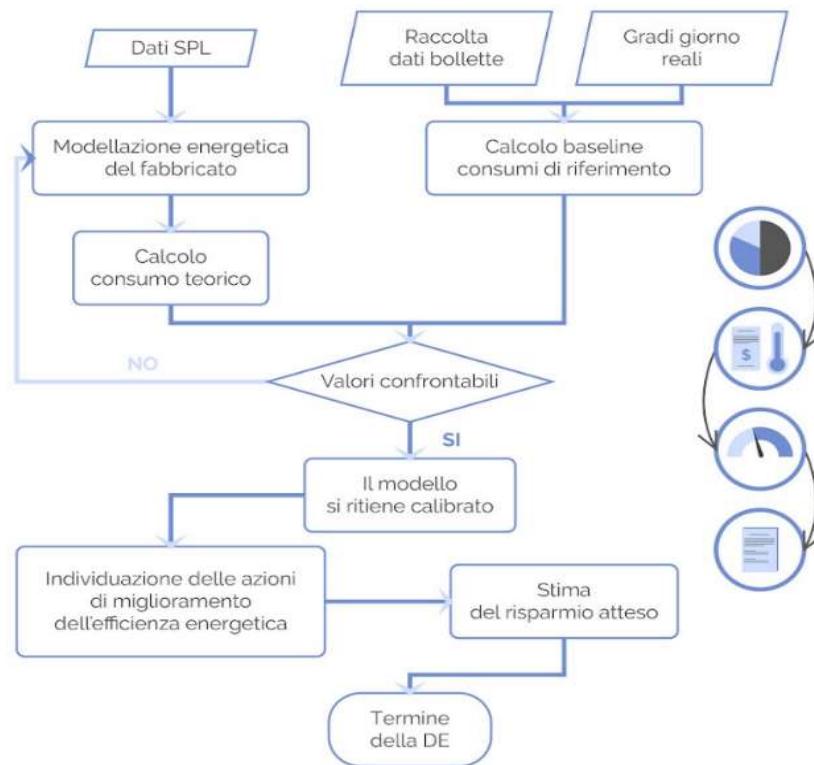 Dati SPL
Raccolta
dati bollette
Gradi giorno
reali
Modellazione energetica
del fabbricato
Calcolo baseline
consumi di riferimento
Calcolo
consumo teorico
$
NO
Valori confrontabili
SI
Il modello
si ritiene calibrato
Individuazione delle azioni
di miglioramento
dell'efficienza energetica
Stima
del risparmio atteso
Termine
della DE